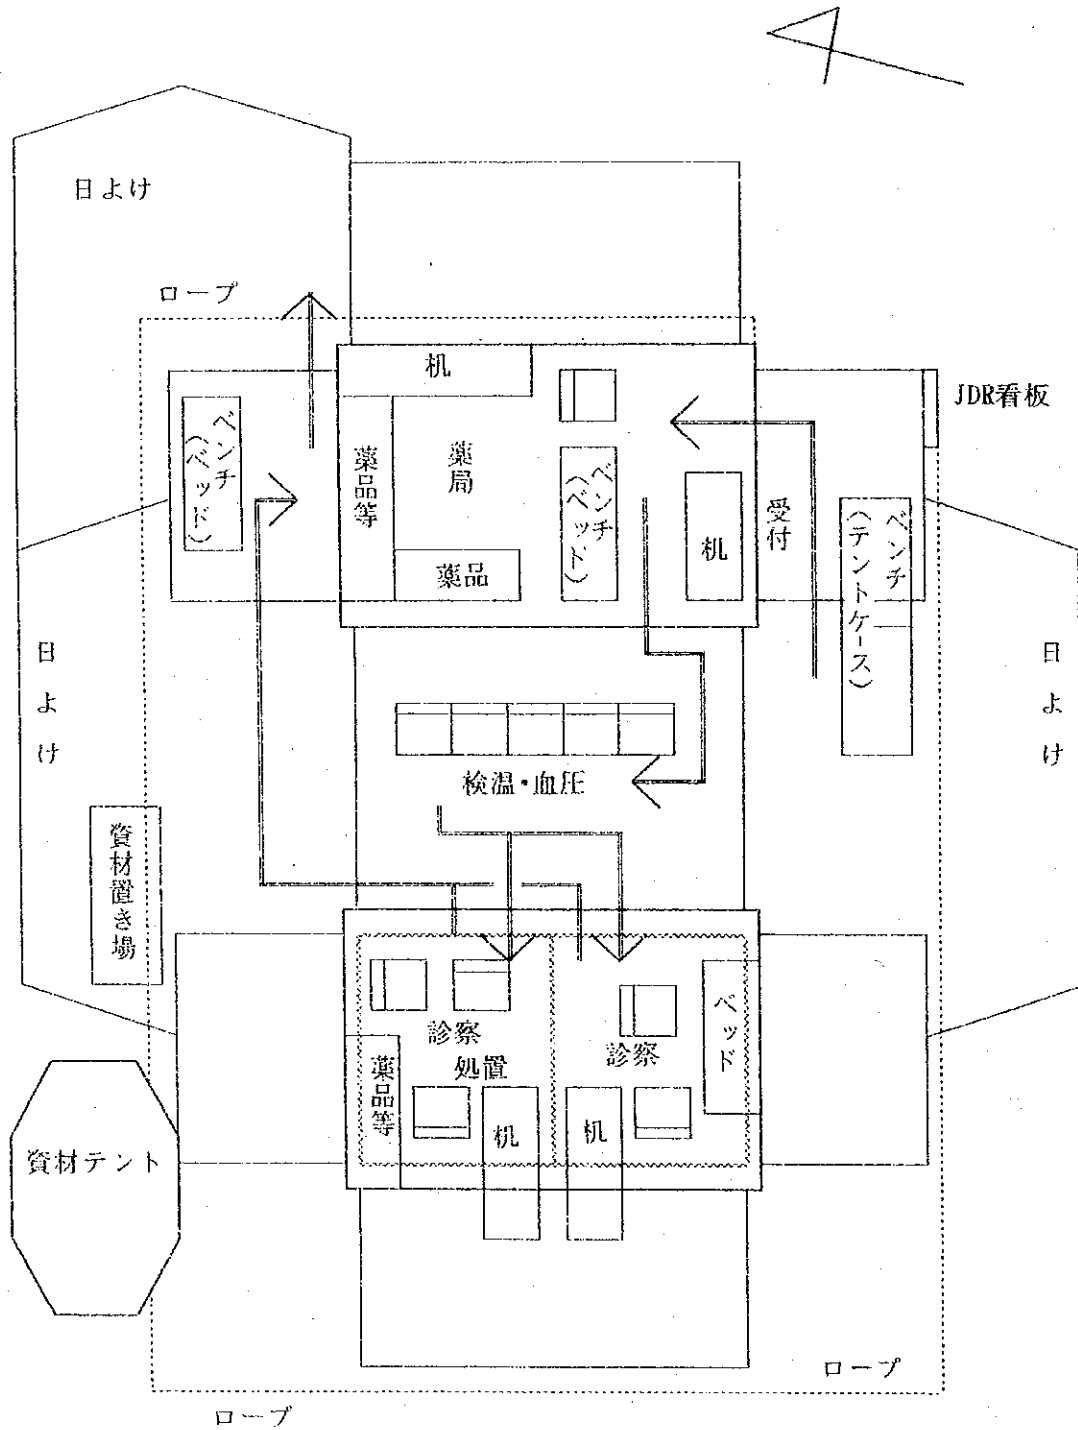 日よけ
ロープ
机
JDR看板
ベンチ
(ベッド)
薬品等
薬局
ベンチ
(ベッド)
机
受付
ベンチ
(テントケース)
薬品
日よけ
日よけ
検温・血圧
資材置き場
診察
処置
診察
ベッド
薬品等
机
机
資材テント
ロープ
ロープ